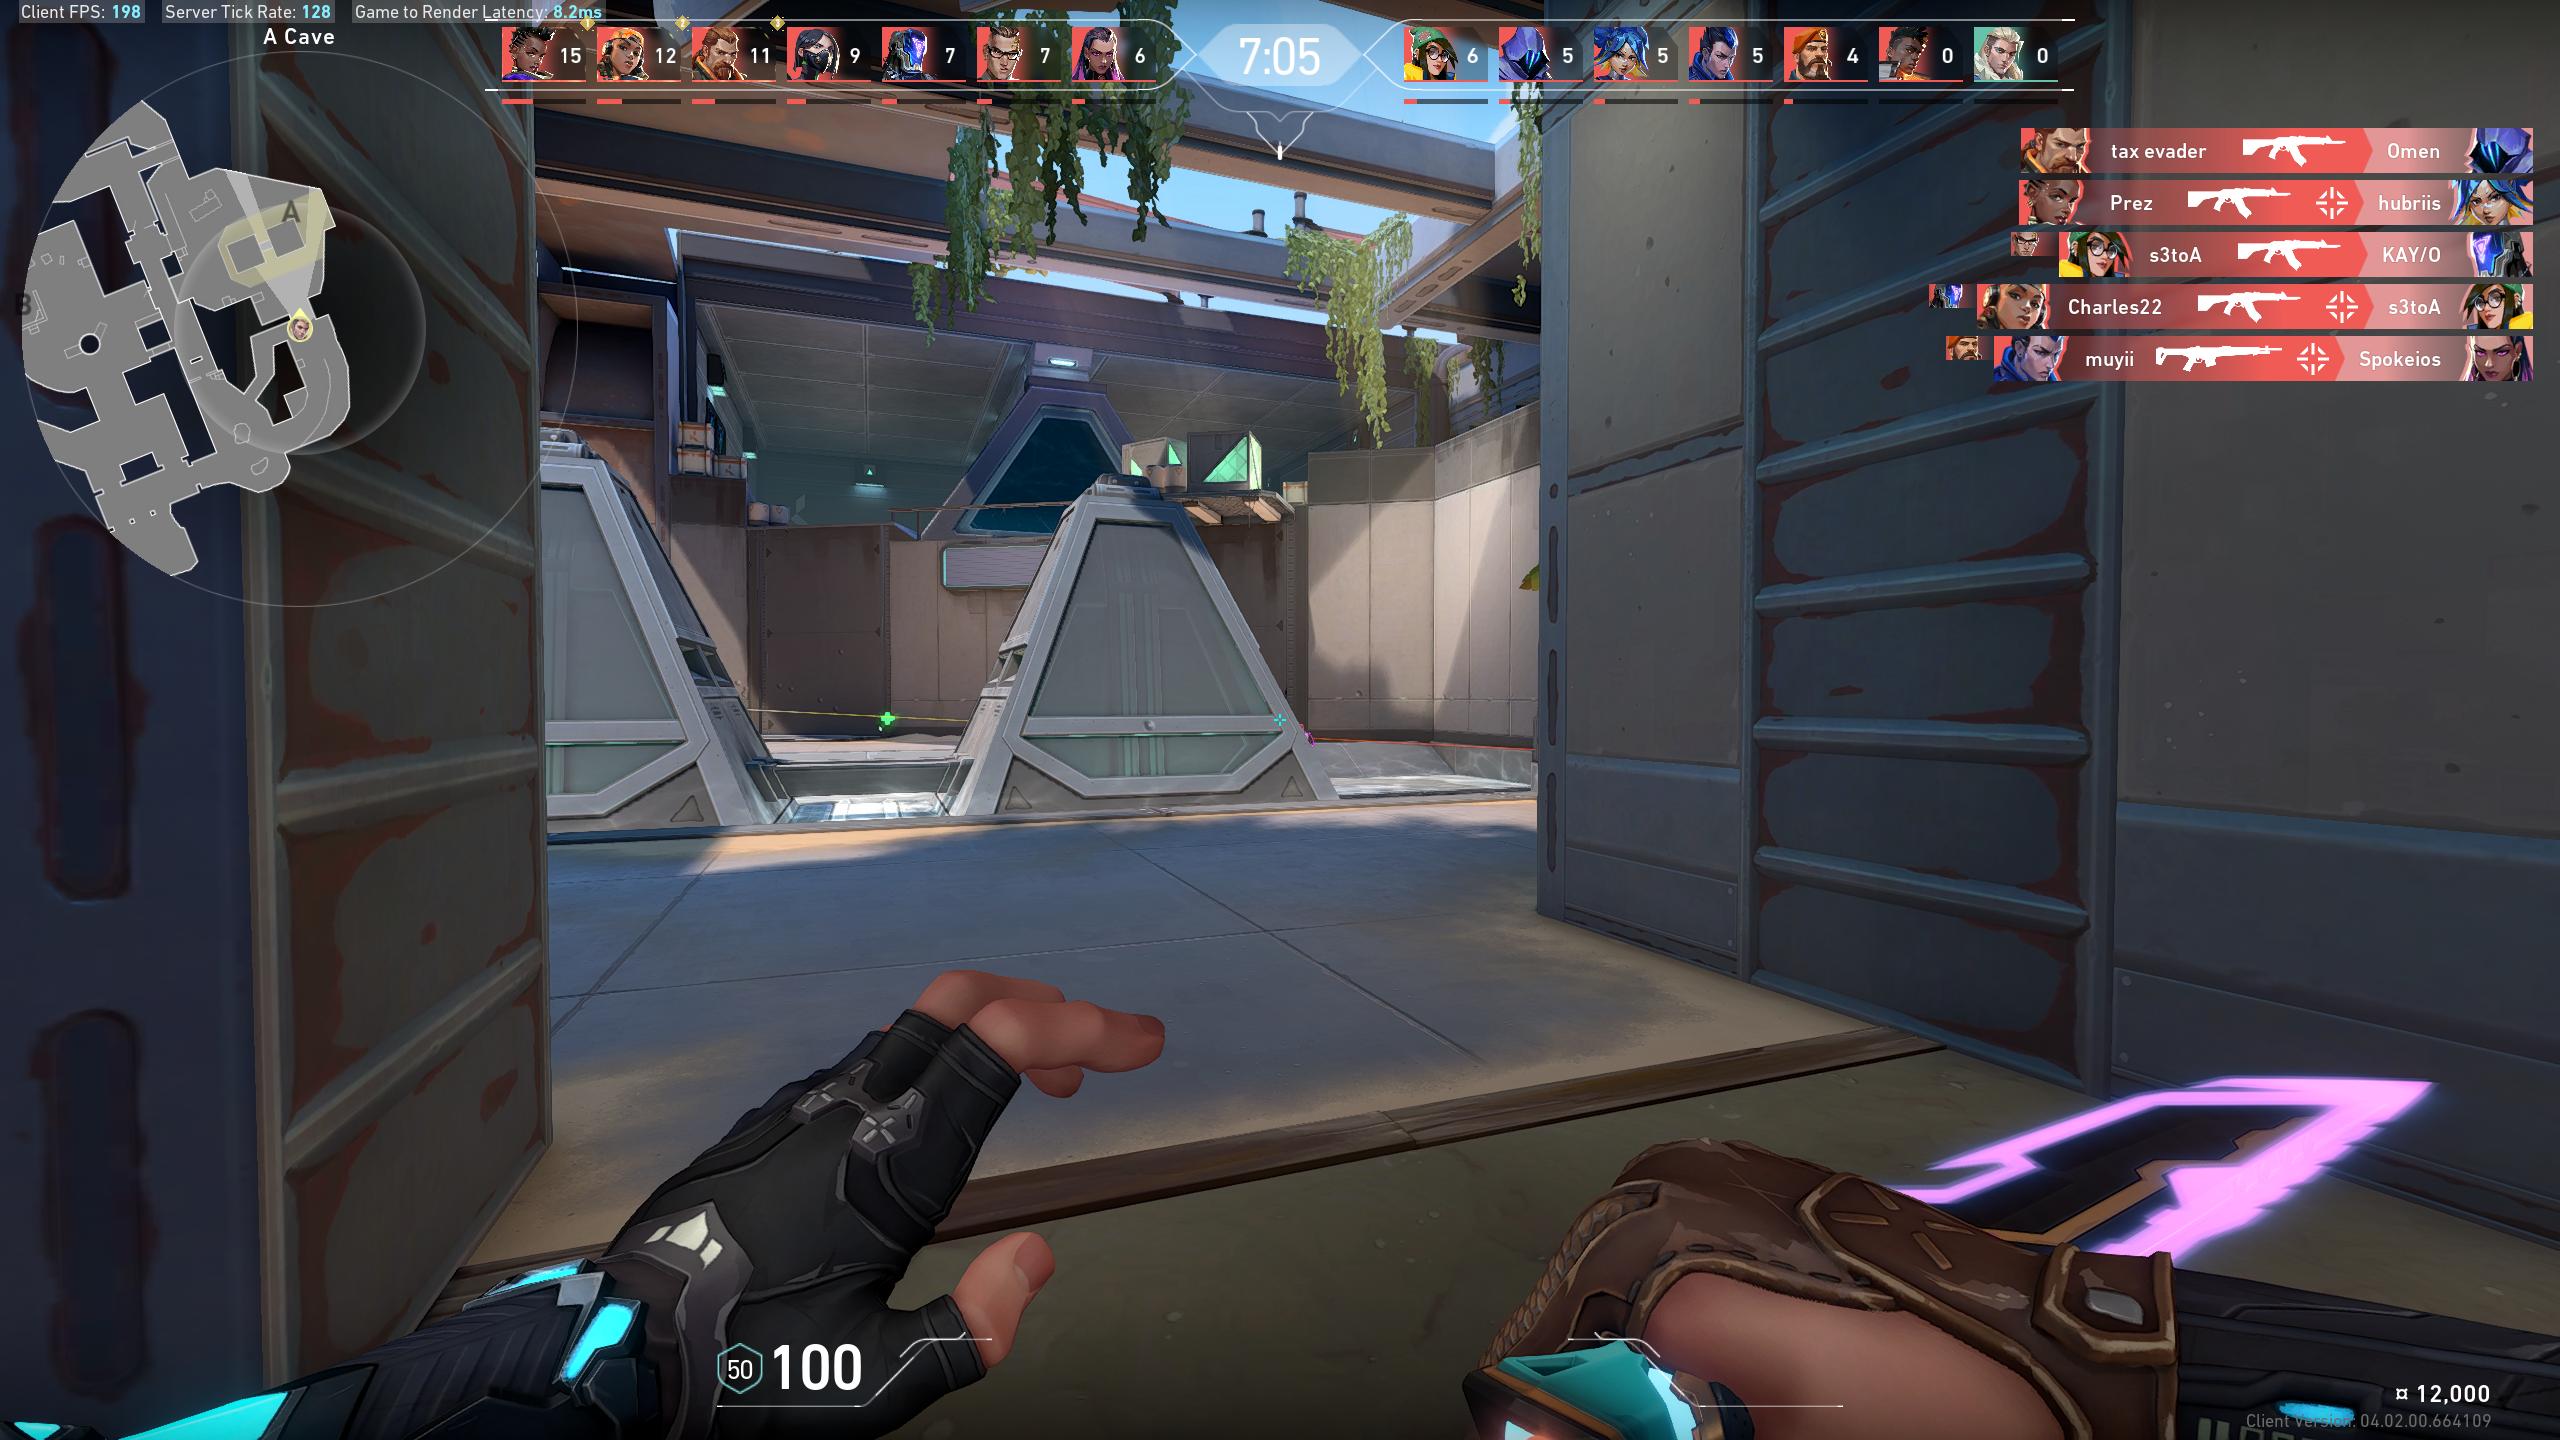 Client FPS: 198 Server Tick Rate: 128 Game to Render Latency: 8.2ms
A Cave
15 12 11 9 7 7 6 7:05 6 5 5 5 4 0 0
A
B
tax evader Omen
Prez hubriis
s3toA KAY/O
Charles22 s3toA
muyii Spokeios
50 100
¤ 12,000
Client Version: 04.02.00.664109